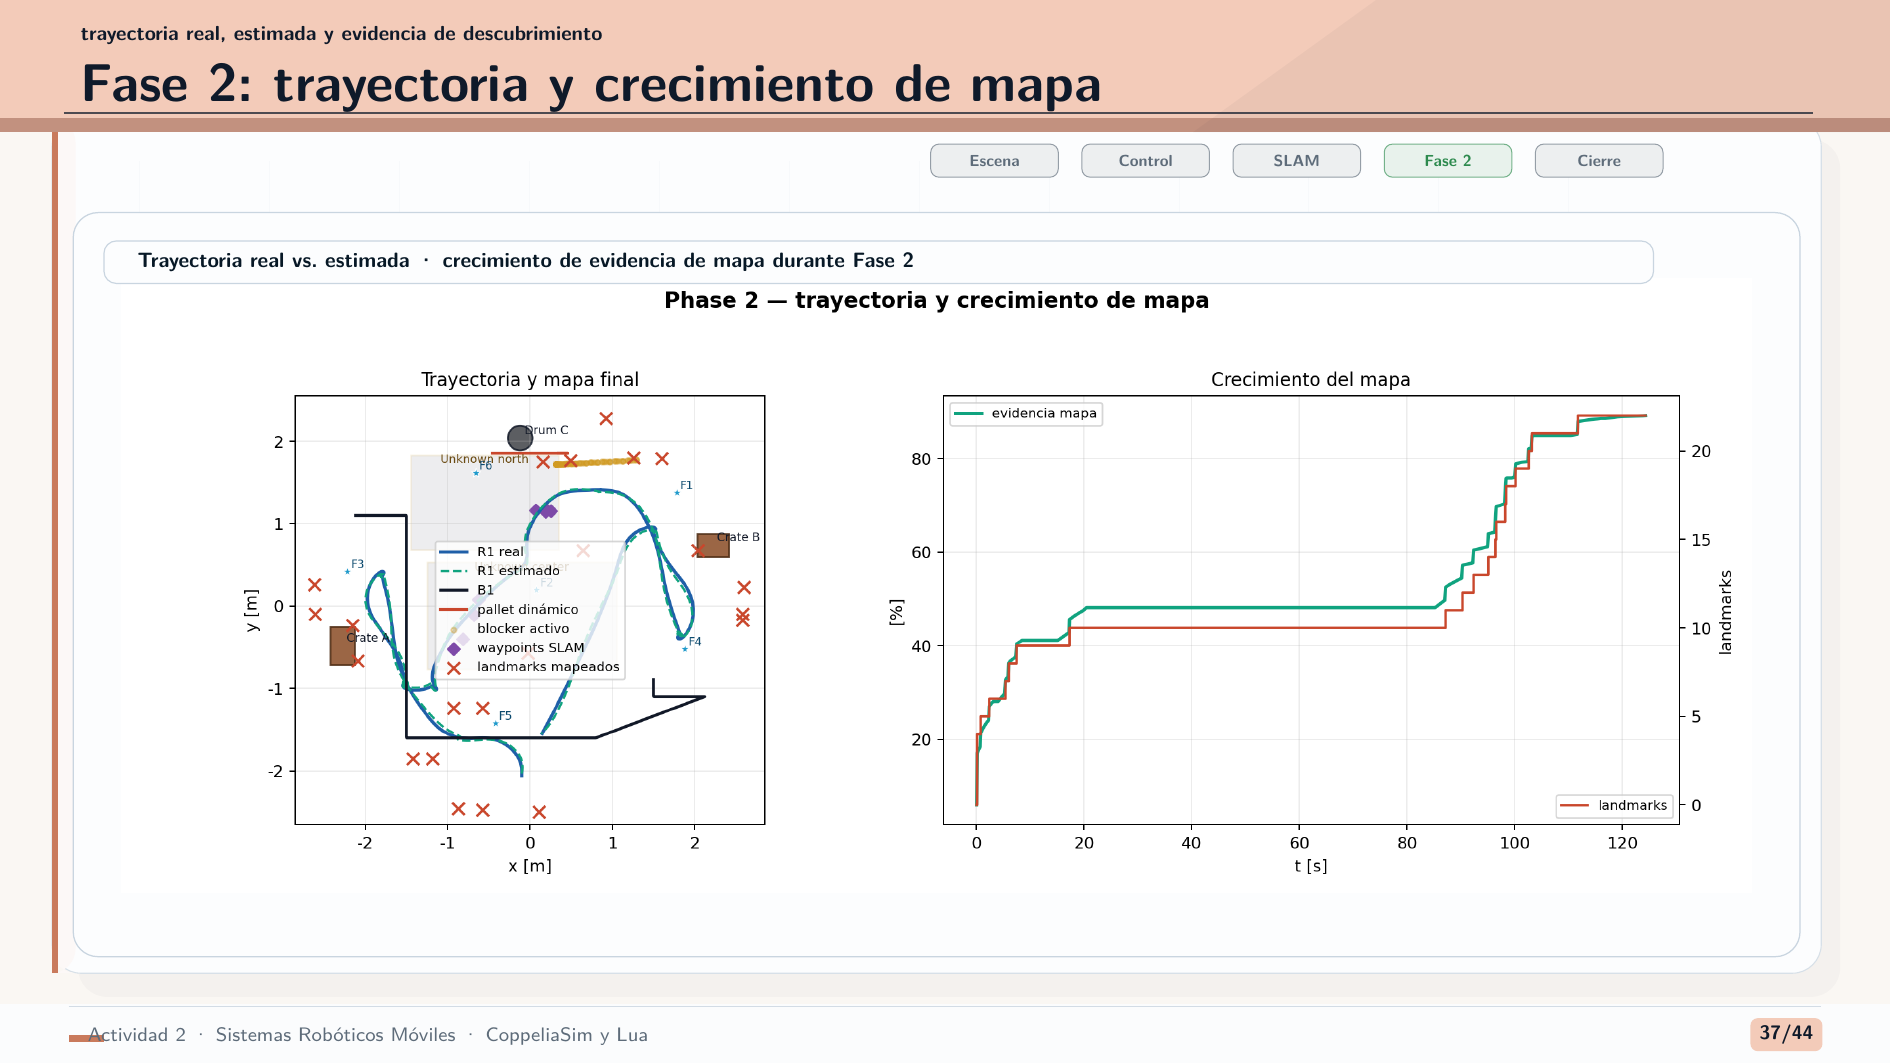 trayectoria real, estimada y evidencia de descubrimiento
Fase 2: trayectoria y crecimiento de mapa
Escena
Control
SLAM
Fase 2
Cierre
Trayectoria real vs. estimada · crecimiento de evidencia de mapa durante Fase 2
Phase 2 — trayectoria y crecimiento de mapa
Trayectoria y mapa final
Drum C
Unknown north
F6
F1
Crate B
F3
F2
Crate A
F4
F5
R1 real
R1 estimado
B1
pallet dinámico
blocker activo
waypoints SLAM
landmarks mapeados
2
1
0
-1
-2
y [m]
-2
-1
0
1
2
x [m]
Crecimiento del mapa
evidencia mapa
landmarks
80
60
40
20
[%]
20
15
10
5
0
landmarks
0
20
40
60
80
100
120
t [s]
Actividad 2 · Sistemas Robóticos Móviles · CoppeliaSim y Lua
37/44